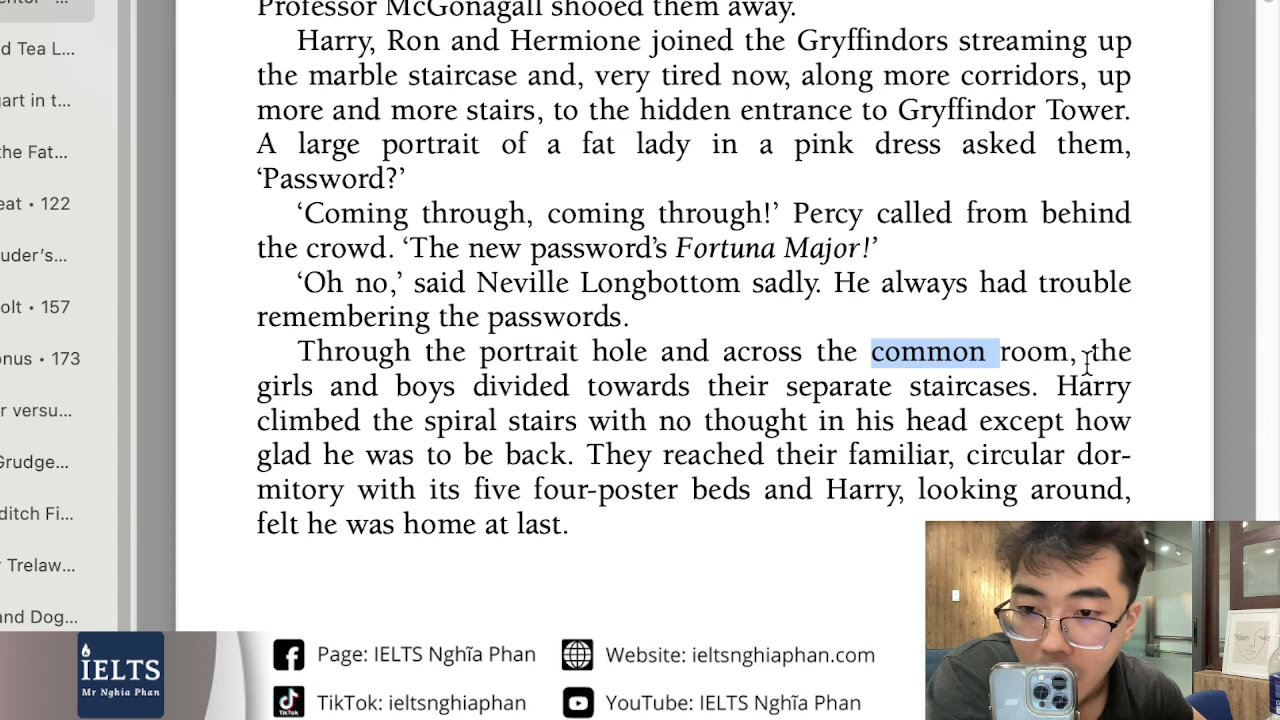 Professor McGonagall shooed them away.
Harry, Ron and Hermione joined the Gryffindors streaming up
the marble staircase and, very tired now, along more corridors, up
more and more stairs, to the hidden entrance to Gryffindor Tower.
A large portrait of a fat lady in a pink dress asked them,
‘Password?’
‘Coming through, coming through!’ Percy called from behind
the crowd. ‘The new password’s Fortuna Major!’
‘Oh no,’ said Neville Longbottom sadly. He always had trouble
remembering the passwords.
Through the portrait hole and across the common room, the
girls and boys divided towards their separate staircases. Harry
climbed the spiral stairs with no thought in his head except how
glad he was to be back. They reached their familiar, circular dor-
mitory with its five four-poster beds and Harry, looking around,
felt he was home at last.
d Tea L...
gart in t...
the Fat...
eat • 122
uder’s...
olt • 157
onus • 173
r versu...
Grudge...
ditch Fi...
r Trelaw...
and Dog...
IELTS
Mr Nghia Phan
Page: IELTS Nghĩa Phan
TikTok: ieltsnghiaphan
Website: ieltsnghiaphan.com
YouTube: IELTS Nghĩa Phan
TikTok